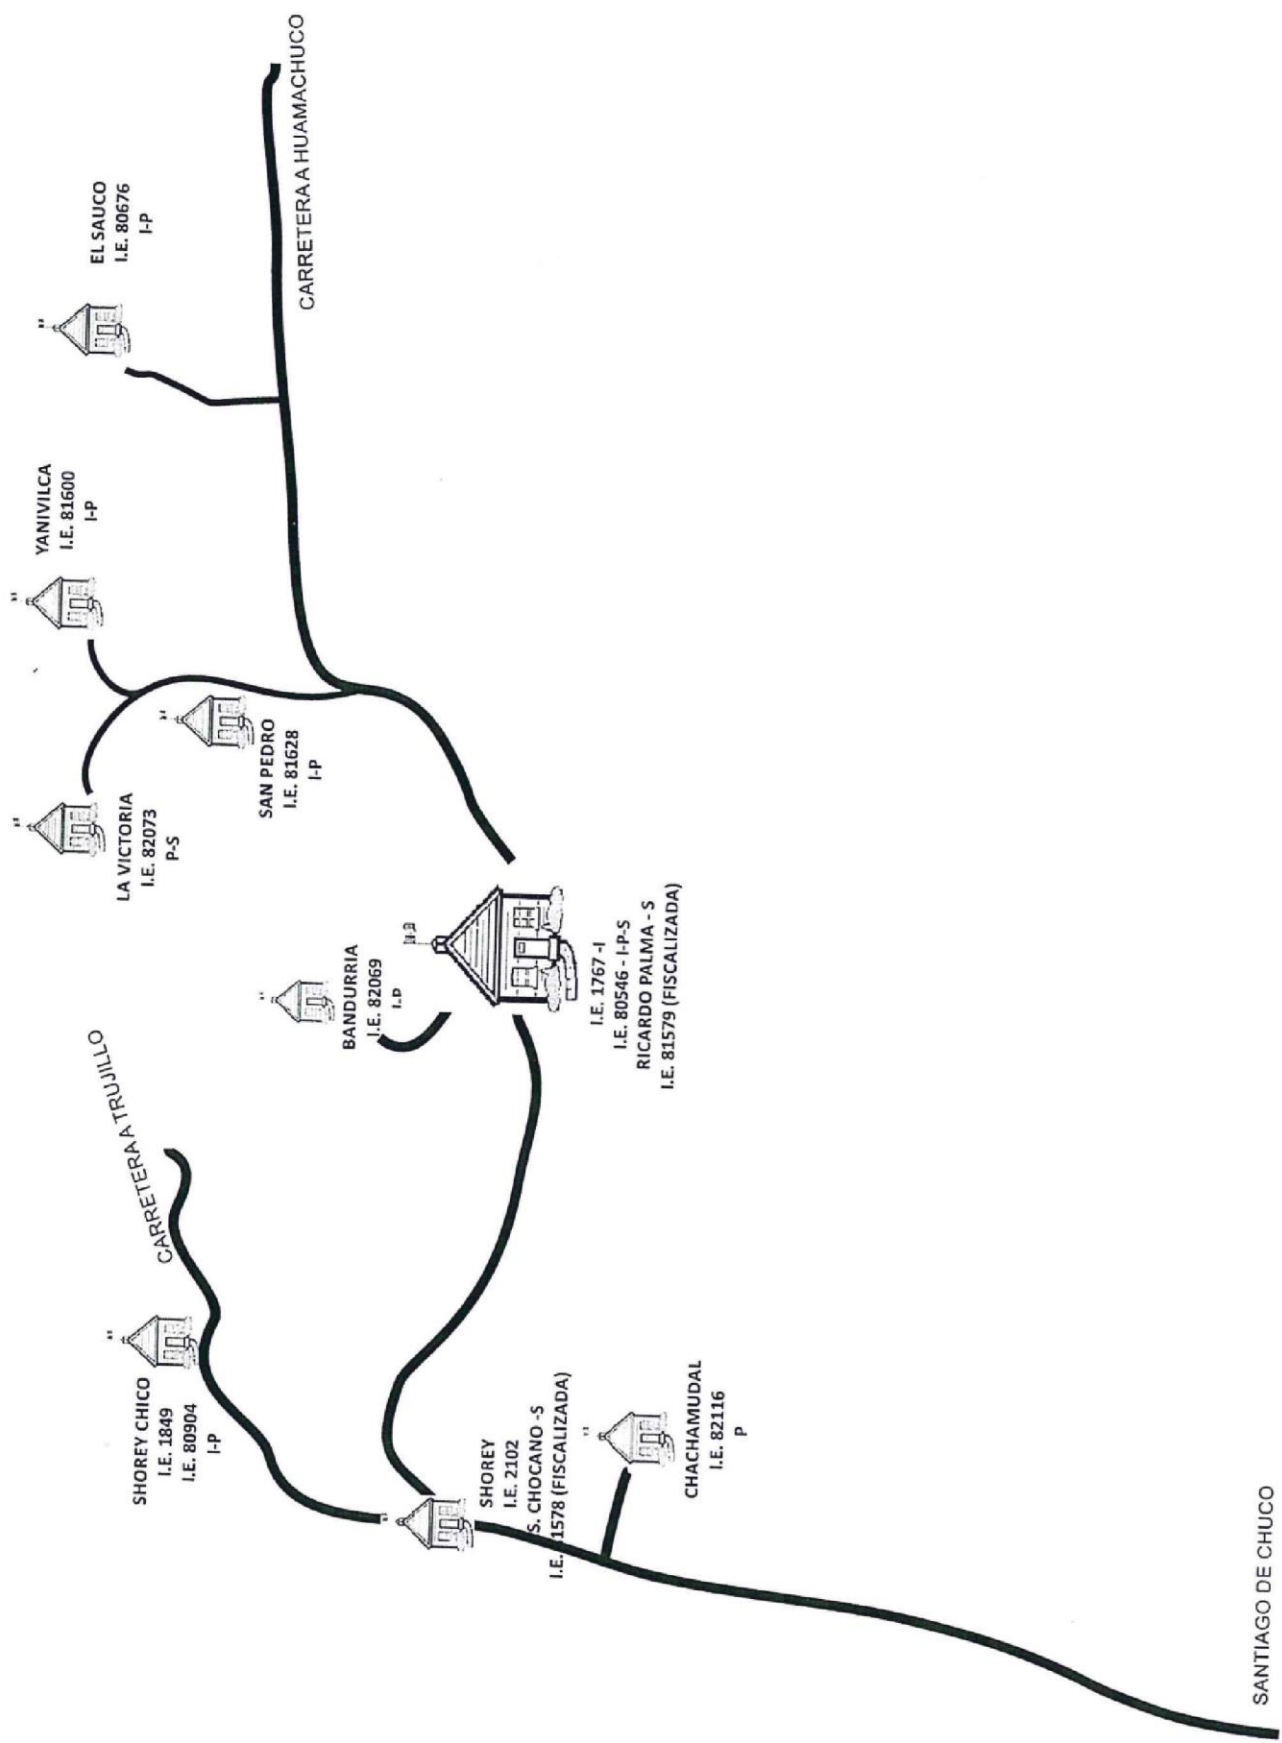 CARRETERA A TRUJILLO
SHOREY CHICO
I.E. 1849
I.E. 80904
I-P
SHOREY
I.E. 2102
S. CHOCANO -S
I.E. 1578 (FISCALIZADA)
CHACHAMUDAL
I.E. 82116
P
SANTIAGO DE CHUCO
BANDURRIA
I.E. 82069
I-P
I.E. 1767 -I
I.E. 80546 - I-P-S
RICARDO PALMA - S
I.E. 81579 (FISCALIZADA)
LA VICTORIA
I.E. 82073
P-S
SAN PEDRO
I.E. 81628
I-P
YANIVILCA
I.E. 81600
I-P
EL SAUCO
I.E. 80676
I-P
CARRETERA A HUAMACHUCO